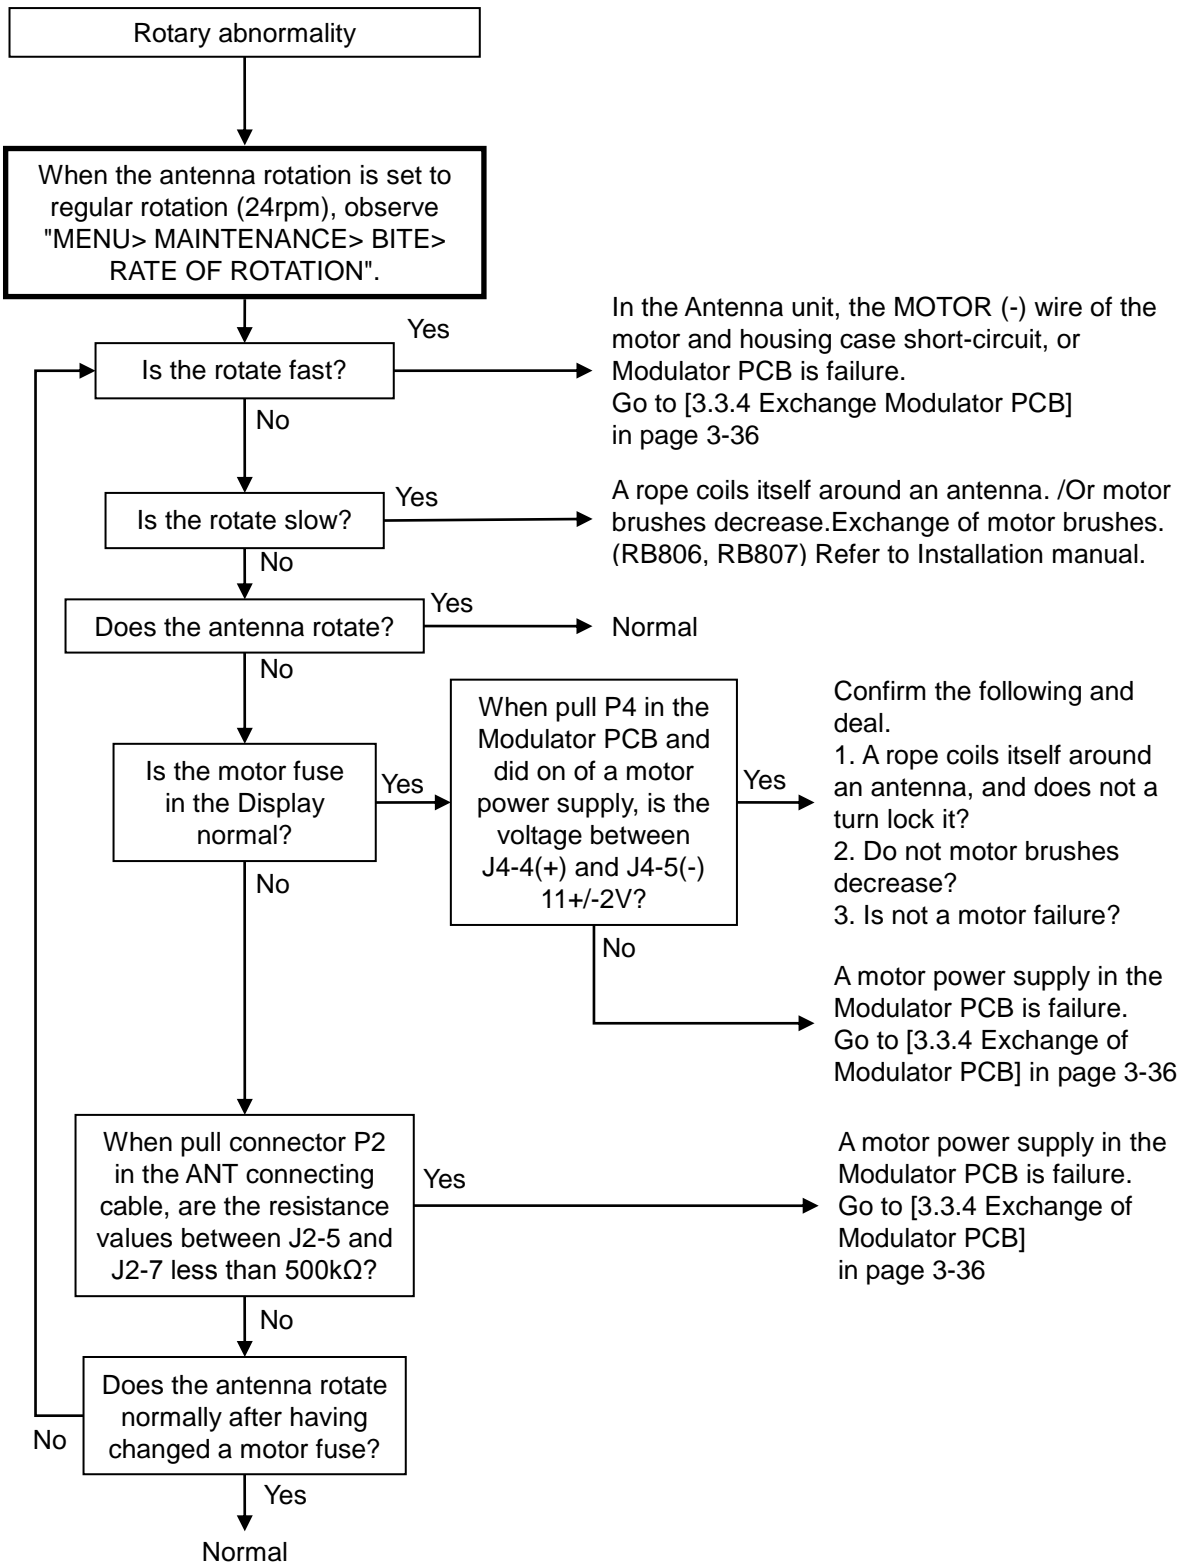 Rotary abnormality
When the antenna rotation is set to
regular rotation (24rpm), observe
"MENU> MAINTENANCE> BITE>
RATE OF ROTATION".
Is the rotate fast?
Yes
In the Antenna unit, the MOTOR (-) wire of the
motor and housing case short-circuit, or
Modulator PCB is failure.
Go to [3.3.4 Exchange Modulator PCB]
in page 3-36
No
Is the rotate slow?
Yes
A rope coils itself around an antenna. /Or motor
brushes decrease.Exchange of motor brushes.
(RB806, RB807) Refer to Installation manual.
No
Does the antenna rotate?
Yes
Normal
No
Is the motor fuse
in the Display
normal?
Yes
When pull P4 in the
Modulator PCB and
did on of a motor
power supply, is the
voltage between
J4-4(+) and J4-5(-)
11+/-2V?
Yes
Confirm the following and
deal.
1. A rope coils itself around
an antenna, and does not a
turn lock it?
2. Do not motor brushes
decrease?
3. Is not a motor failure?
No
A motor power supply in the
Modulator PCB is failure.
Go to [3.3.4 Exchange of
Modulator PCB] in page 3-36
No
When pull connector P2
in the ANT connecting
cable, are the resistance
values between J2-5 and
J2-7 less than 500kΩ?
Yes
A motor power supply in the
Modulator PCB is failure.
Go to [3.3.4 Exchange of
Modulator PCB]
in page 3-36
No
Does the antenna rotate
normally after having
changed a motor fuse?
No
Yes
Normal